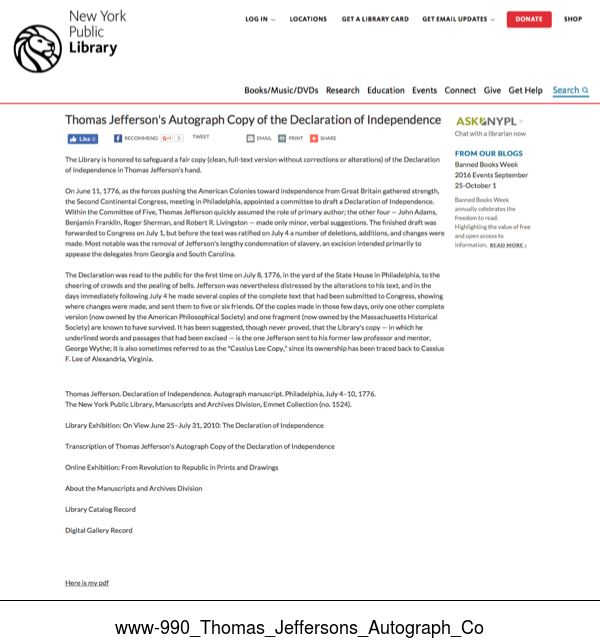 New York
Public
Library
LOG IN
LOCATIONS
GET A LIBRARY CARD
GET EMAIL UPDATES
DONATE
SHOP
Books/Music/DVDs Research Education Events Connect Give Get Help Search
Thomas Jefferson's Autograph Copy of the Declaration of Independence
Like 0
RECOMMEND
G+1
0
TWEET
EMAIL
PRINT
SHARE
The Library is honored to safeguard a fair copy (clean, full-text version without corrections or alterations) of the Declaration
of Independence in Thomas Jefferson's hand.
On June 11, 1776, as the forces pushing the American Colonies toward independence from Great Britain gathered strength,
the Second Continental Congress, meeting in Philadelphia, appointed a committee to draft a Declaration of Independence.
Within the Committee of Five, Thomas Jefferson quickly assumed the role of primary author; the other four — John Adams,
Benjamin Franklin, Roger Sherman, and Robert R. Livingston — made only minor, verbal suggestions. The finished draft was
forwarded to Congress on July 1, but before the text was ratified on July 4 a number of deletions, additions, and changes were
made. Most notable was the removal of Jefferson's lengthy condemnation of slavery, an excision intended primarily to
appease the delegates from Georgia and South Carolina.
The Declaration was read to the public for the first time on July 8, 1776, in the yard of the State House in Philadelphia, to the
cheering of crowds and the pealing of bells. Jefferson was nevertheless distressed by the alterations to his text, and in the
days immediately following July 4 he made several copies of the complete text that had been submitted to Congress, showing
where changes were made, and sent them to five or six friends. Of the copies made in those few days, only one other complete
version (now owned by the American Philosophical Society) and one fragment (now owned by the Massachusetts Historical
Society) are known to have survived. It has been suggested, though never proved, that the Library's copy — in which he
underlined words and passages that had been excised — is the one Jefferson sent to his former law professor and mentor,
George Wythe; it is also sometimes referred to as the "Cassius Lee Copy," since its ownership has been traced back to Cassius
F. Lee of Alexandria, Virginia.
Thomas Jefferson. Declaration of Independence. Autograph manuscript. Philadelphia, July 4–10, 1776.
The New York Public Library, Manuscripts and Archives Division, Emmet Collection (no. 1524).
Library Exhibition: On View June 25–July 31, 2010: The Declaration of Independence
Transcription of Thomas Jefferson's Autograph Copy of the Declaration of Independence
Online Exhibition: From Revolution to Republic in Prints and Drawings
About the Manuscripts and Archives Division
Library Catalog Record
Digital Gallery Record
Here is my pdf
ASK NYPL >
Chat with a librarian now
FROM OUR BLOGS
Banned Books Week
2016 Events September
25-October 1
Banned Books Week
annually celebrates the
freedom to read.
Highlighting the value of free
and open access to
information, READ MORE ›
www-990_Thomas_Jeffersons_Autograph_Co